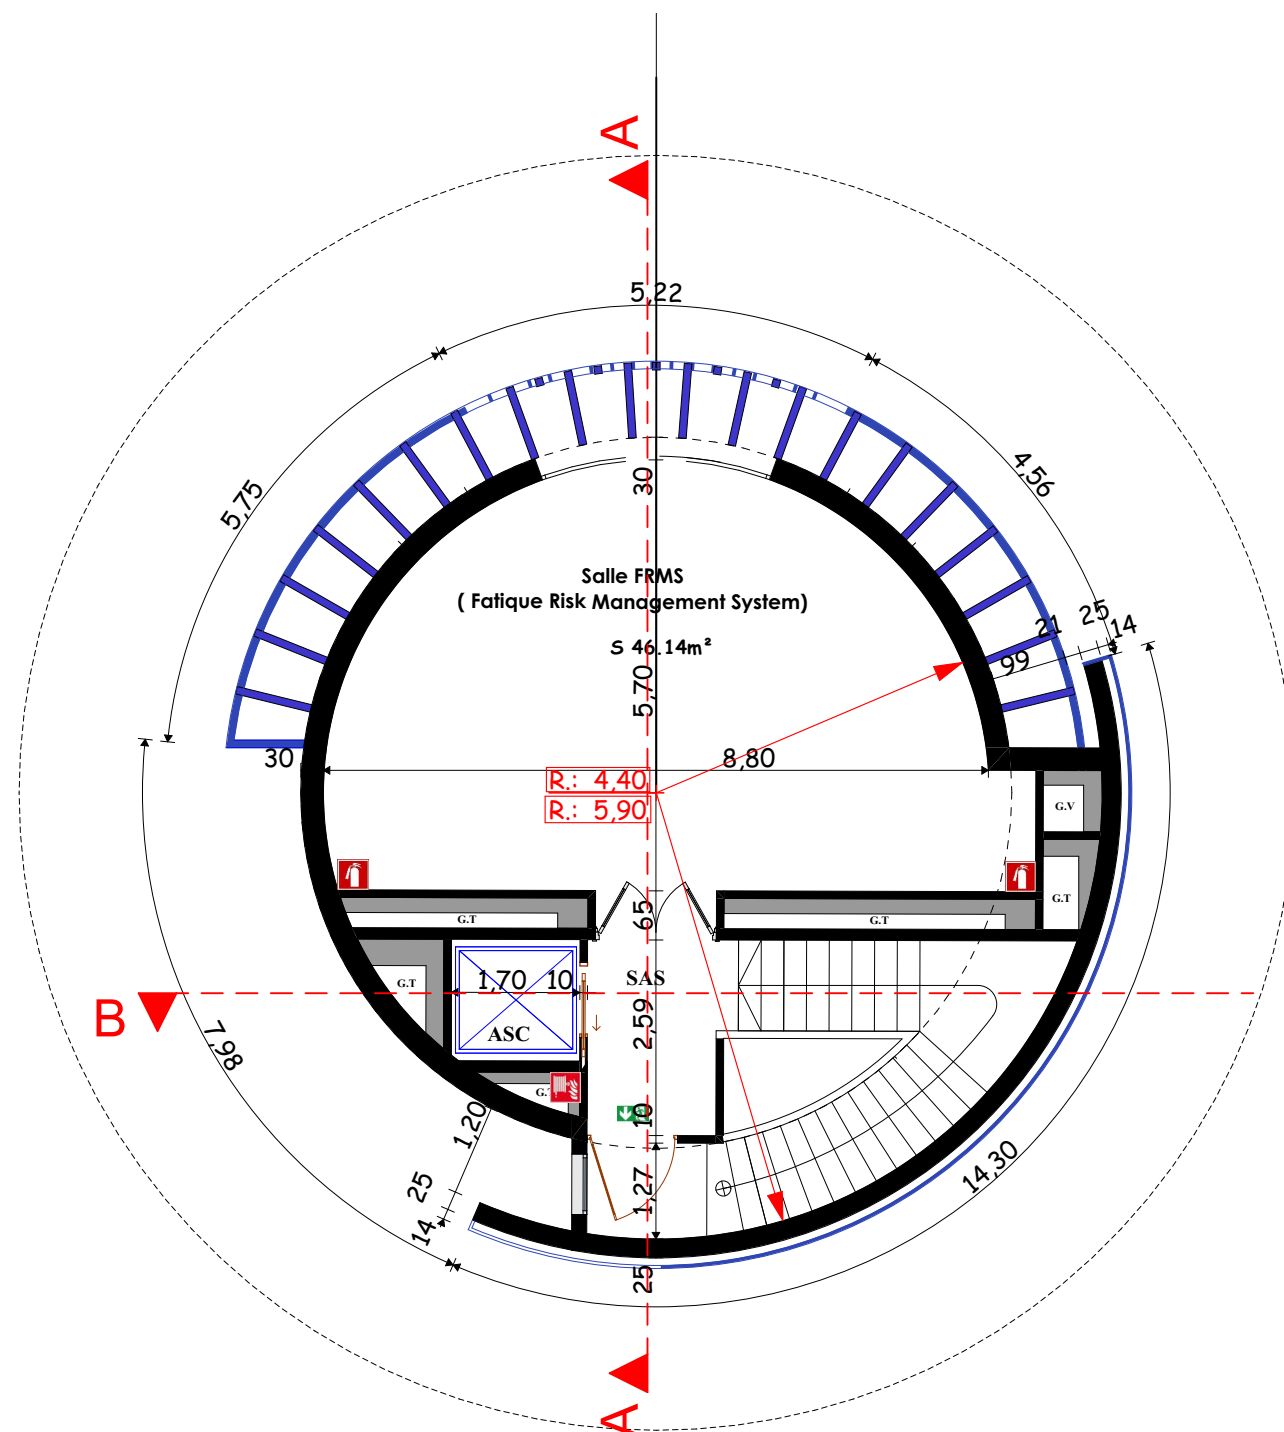 A
5,22
5,75
4,56
30
Salle FRMS
( Fatique Risk Management System)
S 46.14m²
5,70
99
21
25
14
30
8,80
R.: 4,40
R.: 5,90
G.V
G.T
G.T
65
G.T
G.T
1,70
10
SAS
ASC
2,59
B
7,98
G.
10
1,20
1,27
25
14
14,30
25
A